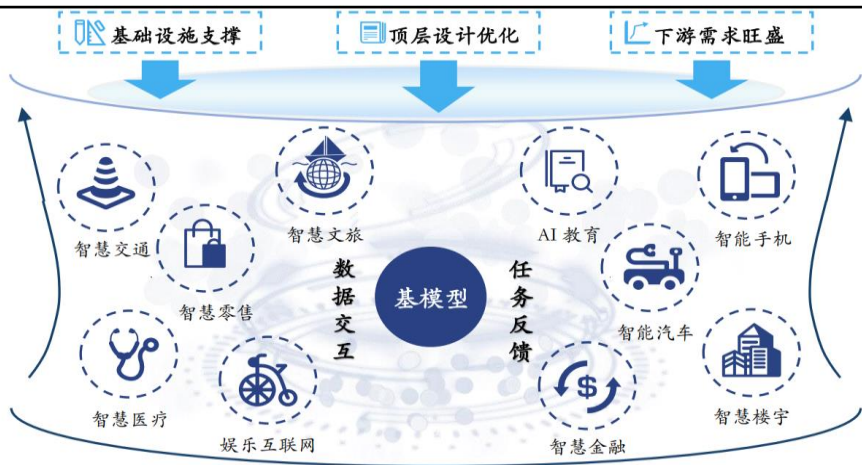 基础设施支撑
顶层设计优化
下游需求旺盛
智慧交通
智慧文旅
AI 教育
智能手机
智慧零售
数据交互
基模型
任务反馈
智能汽车
智慧医疗
娱乐互联网
智慧金融
智慧楼宇